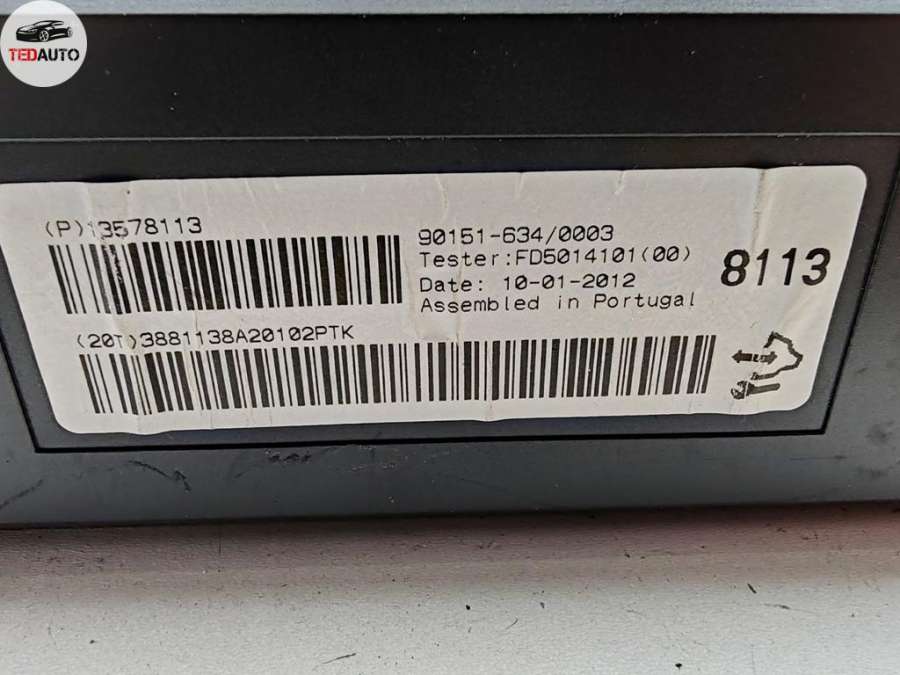 TEDAUTO
(P)13578113
90151-634/0003
Tester:FD5014101(00)
Date: 10-01-2012
Assembled in Portugal
8113
(20T)3881138A20102PTK